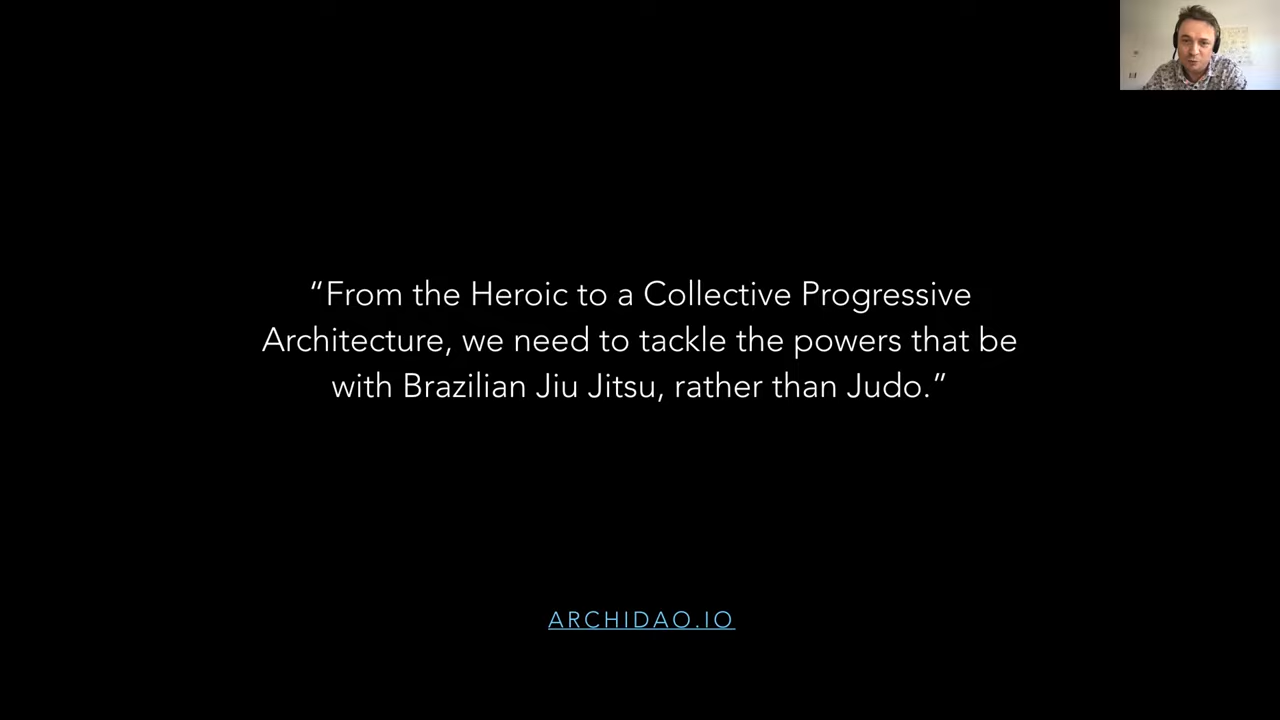 “From the Heroic to a Collective Progressive
Architecture, we need to tackle the powers that be
with Brazilian Jiu Jitsu, rather than Judo.”
ARCHIDAO.IO